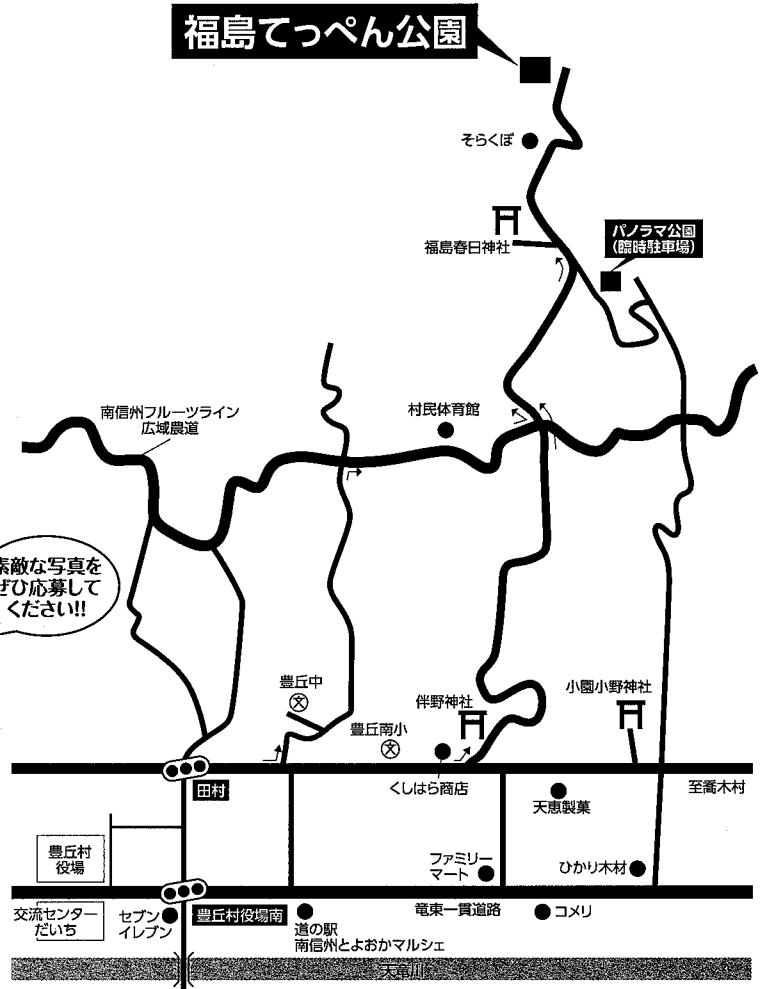 福島てっぺん公園
そらくぼ
福島春日神社
パノラマ公園
(臨時駐車場)
南信州フルーツライン
広域農道
村民体育館
素敵な写真を
ぜひ応募して
ください!!
豊丘中
文
豊丘南小
文
伴野神社
小園小野神社
田村
くしはら商店
天恵製菓
至喬木村
豊丘村
役場
ファミリー
マート
ひかり木材
交流センター
だいち
セブン
イレブン
豊丘村役場南
道の駅
南信州とよおかマルシェ
竜東一貫道路
コメリ
天竜川